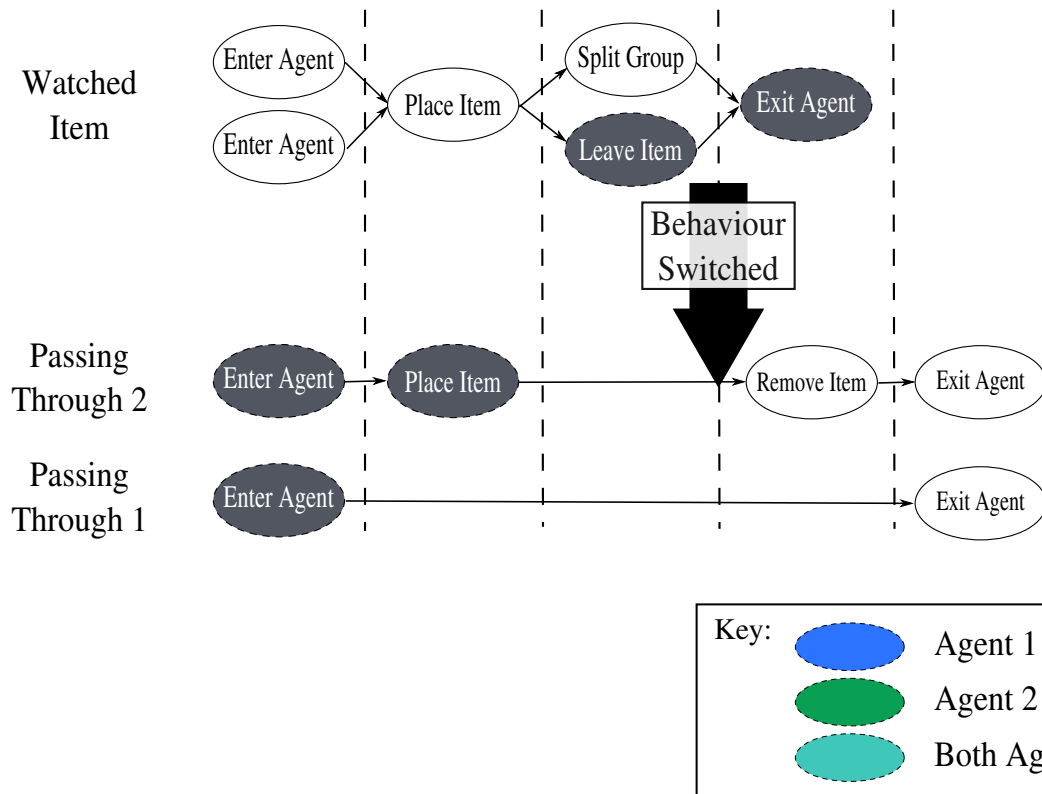 Watched
Item
Enter Agent
Enter Agent
Place Item
Split Group
Leave Item
Exit Agent
Behaviour
Switched
Passing
Through 2
Enter Agent
Place Item
Remove Item
Exit Agent
Passing
Through 1
Enter Agent
Exit Agent
Key:
Agent 1
Agent 2
Both Ag